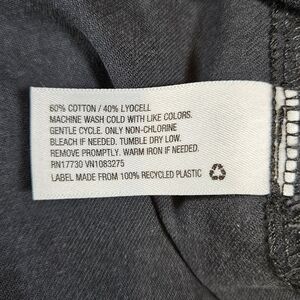 60% COTTON / 40% LYOCELL
MACHINE WASH COLD WITH LIKE COLORS.
GENTLE CYCLE. ONLY NON-CHLORINE
BLEACH IF NEEDED. TUMBLE DRY LOW.
REMOVE PROMPTLY. WARM IRON IF NEEDED.
RN17730 VN1083275
LABEL MADE FROM 100% RECYCLED PLASTIC